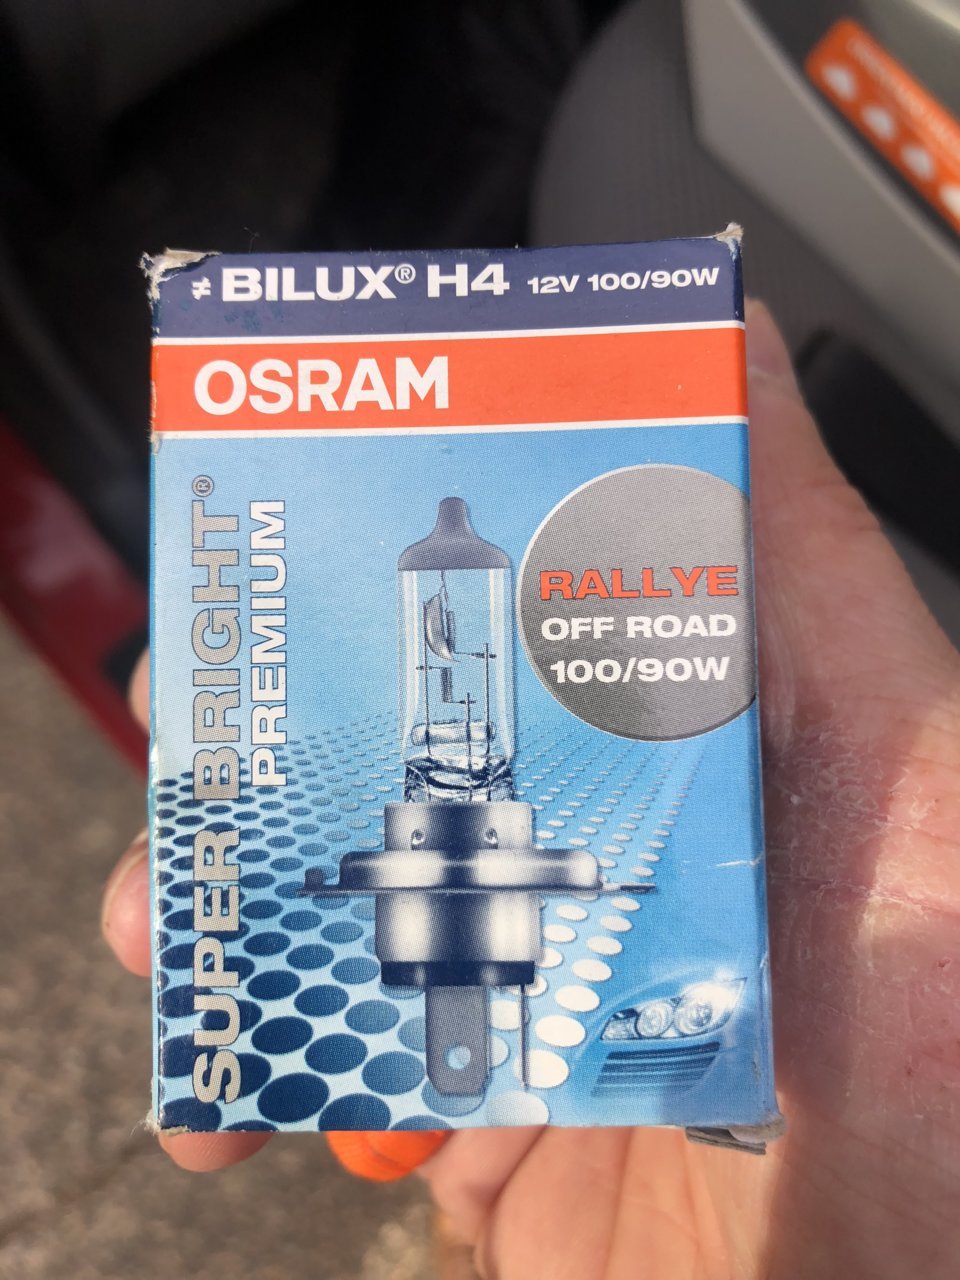 ≠ BILUX® H4 12V 100/90W
OSRAM
SUPER BRIGHT®
PREMIUM
RALLYE
OFF ROAD
100/90W